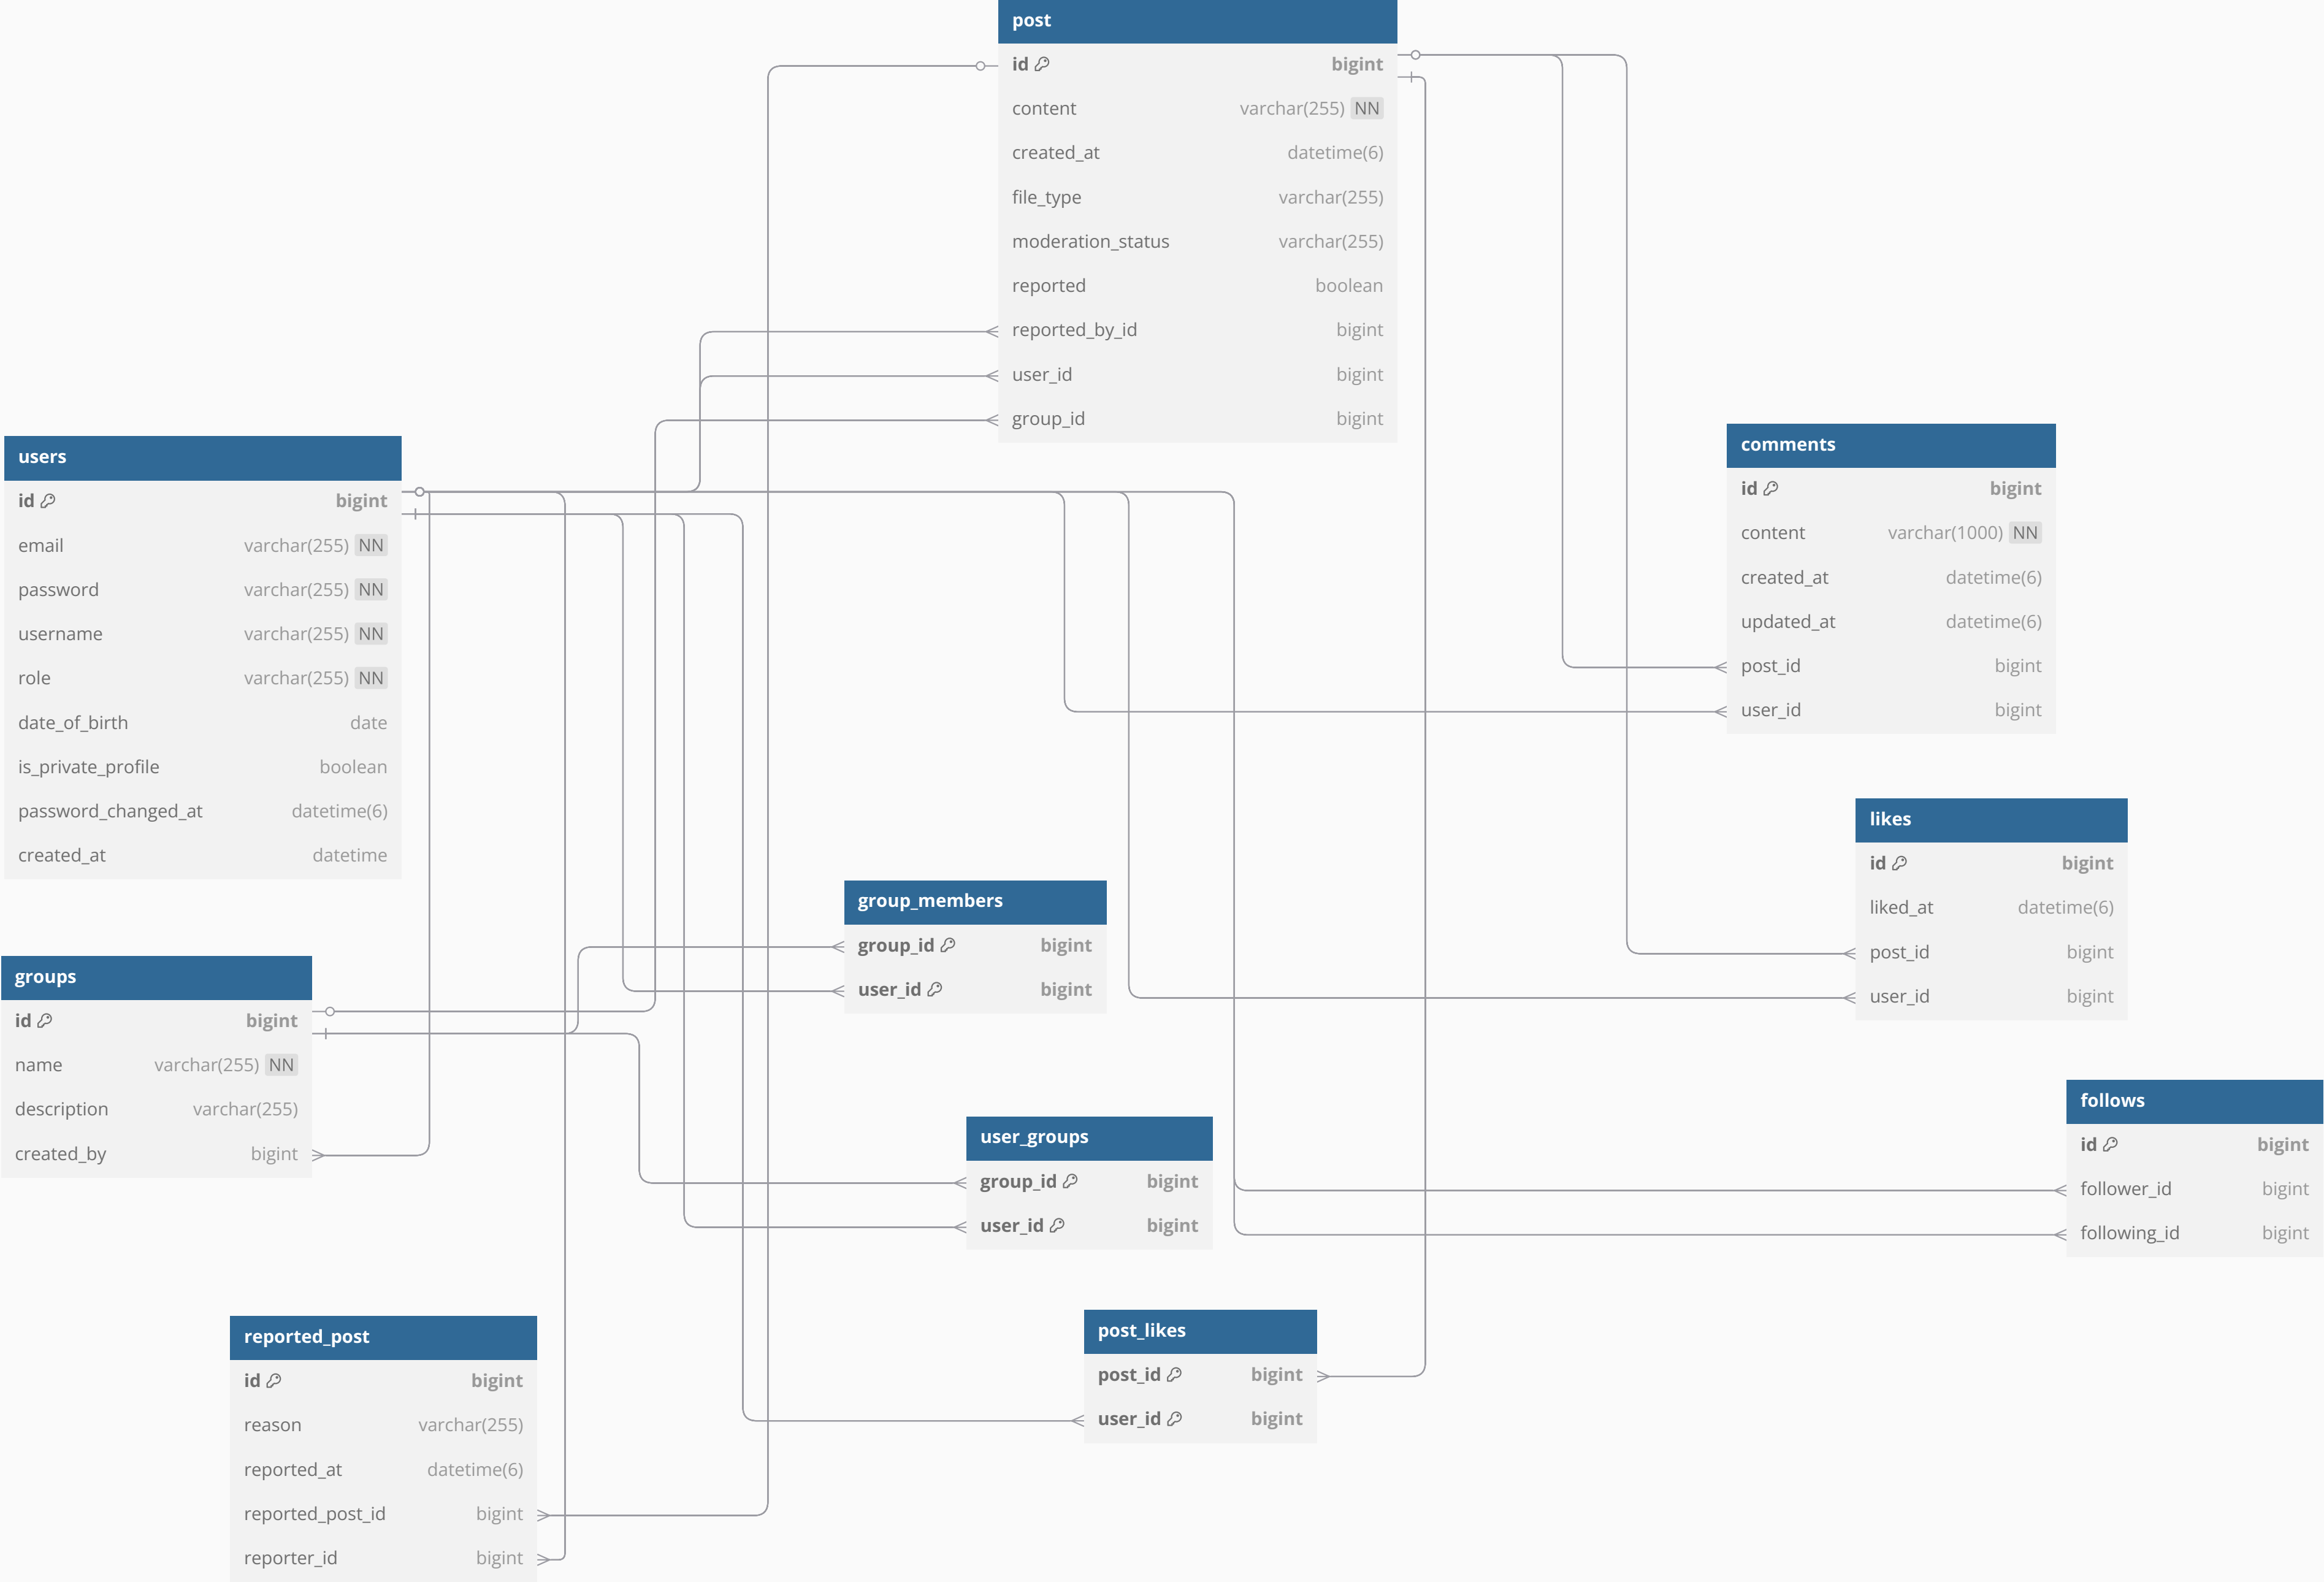 post
id bigint
content varchar(255) NN
created_at datetime(6)
file_type varchar(255)
moderation_status varchar(255)
reported boolean
reported_by_id bigint
user_id bigint
group_id bigint
users
id bigint
email varchar(255) NN
password varchar(255) NN
username varchar(255) NN
role varchar(255) NN
date_of_birth date
is_private_profile boolean
password_changed_at datetime(6)
created_at datetime
comments
id bigint
content varchar(1000) NN
created_at datetime(6)
updated_at datetime(6)
post_id bigint
user_id bigint
likes
id bigint
liked_at datetime(6)
post_id bigint
user_id bigint
group_members
group_id bigint
user_id bigint
groups
id bigint
name varchar(255) NN
description varchar(255)
created_by bigint
follows
id bigint
follower_id bigint
following_id bigint
user_groups
group_id bigint
user_id bigint
post_likes
post_id bigint
user_id bigint
reported_post
id bigint
reason varchar(255)
reported_at datetime(6)
reported_post_id bigint
reporter_id bigint